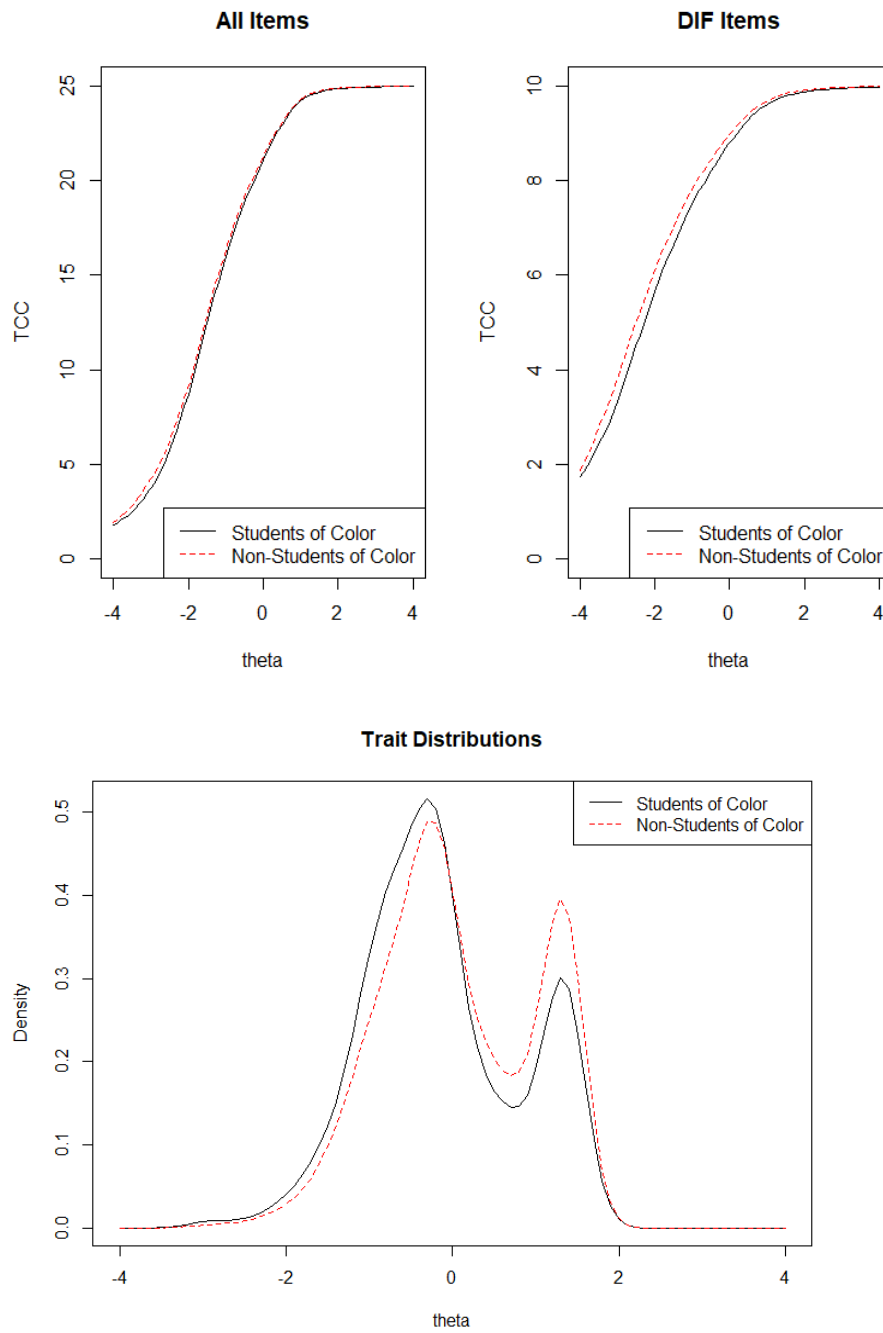 All Items
TCC
25
20
15
10
5
0
Students of Color
Non-Students of Color
-4
-2
0
2
4
theta
DIF Items
TCC
10
8
6
4
2
0
Students of Color
Non-Students of Color
-4
-2
0
2
4
theta
Trait Distributions
Density
0.5
0.4
0.3
0.2
0.1
0.0
Students of Color
Non-Students of Color
-4
-2
0
2
4
theta